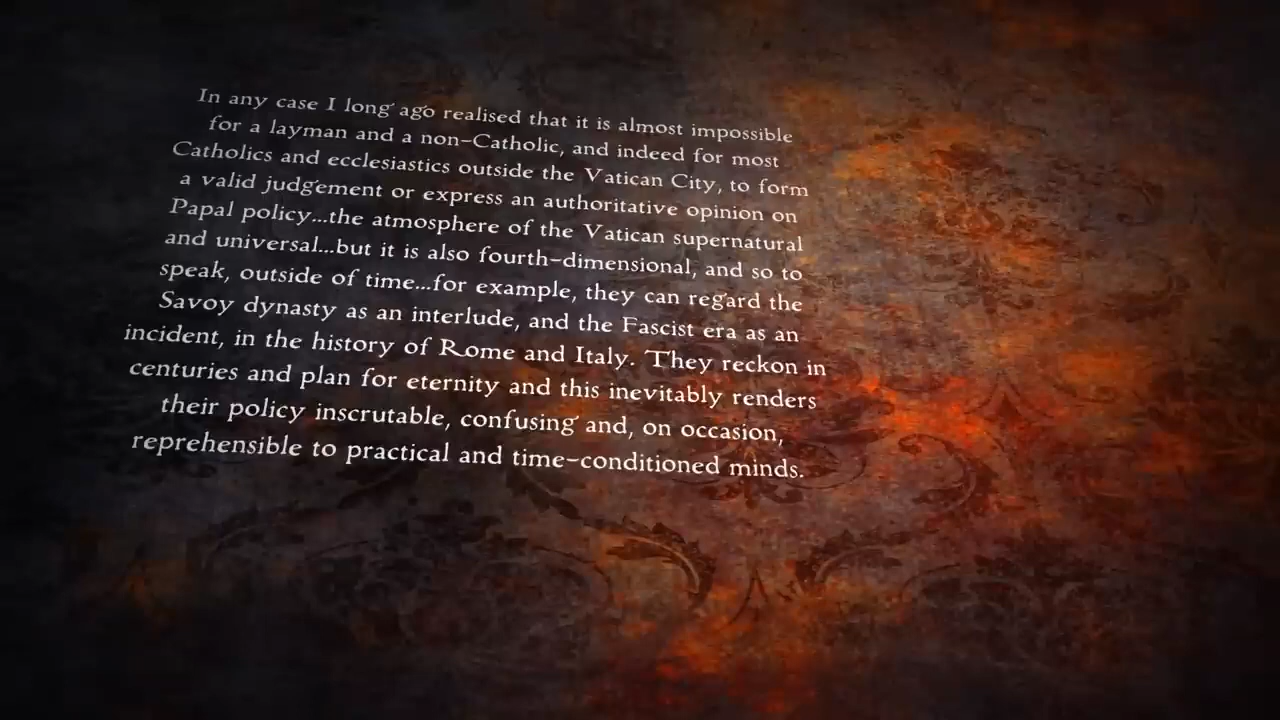 In any case I long ago realised that it is almost impossible
for a layman and a non-Catholic, and indeed for most
Catholics and ecclesiastics outside the Vatican City, to form
a valid judgement or express an authoritative opinion on
Papal policy...the atmosphere of the Vatican supernatural
and universal...but it is also fourth-dimensional, and so to
speak, outside of time...for example, they can regard the
Savoy dynasty as an interlude, and the Fascist era as an
incident, in the history of Rome and Italy. They reckon in
centuries and plan for eternity and this inevitably renders
their policy inscrutable, confusing and, on occasion,
reprehensible to practical and time-conditioned minds.